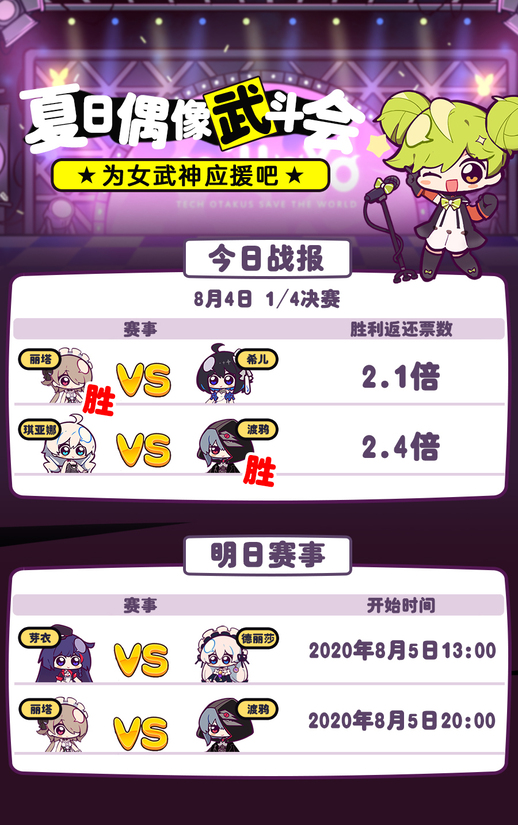 夏日偶像武斗会
★为女武神应援吧★
TECH OTAKUS SAVE THE WORLD
今日战报
8月4日 1/4决赛
赛事 胜利返还票数
丽塔 胜 VS 希儿 2.1倍
琪亚娜 VS 渡鸦 胜 2.4倍
明日赛事
赛事 开始时间
芽衣 VS 德丽莎 2020年8月5日13:00
丽塔 VS 渡鸦 2020年8月5日20:00